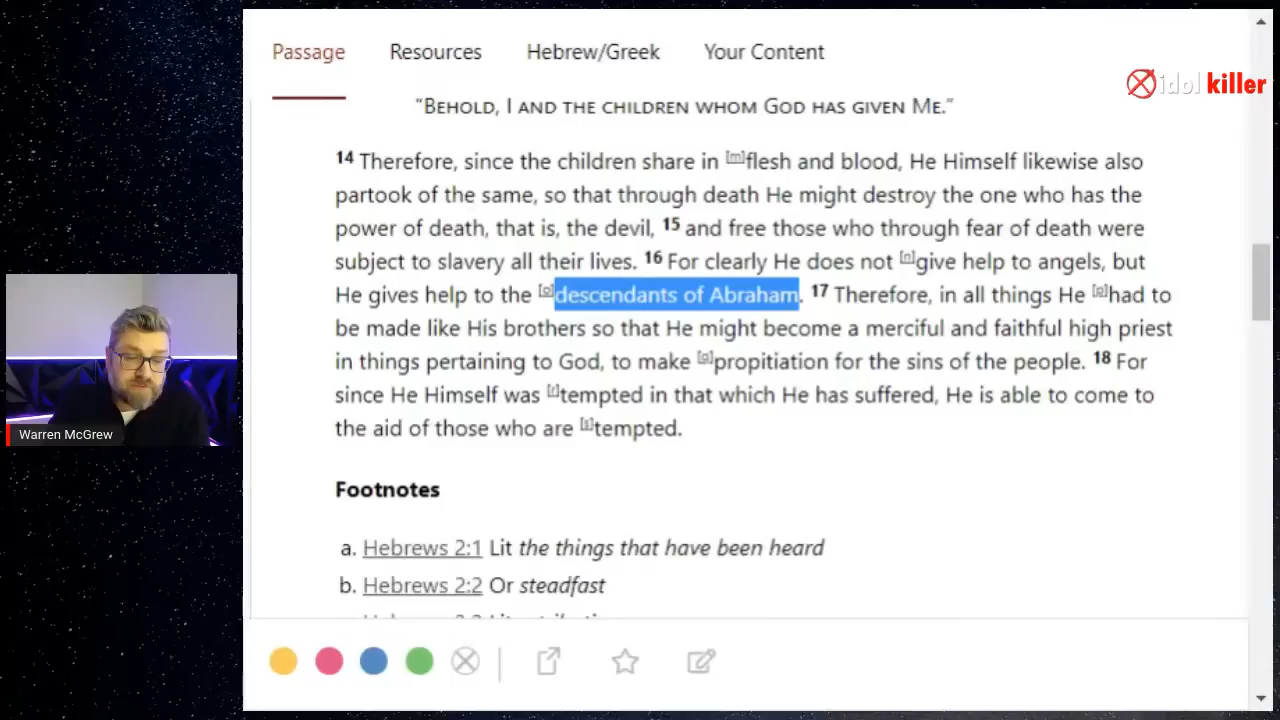 Passage Resources Hebrew/Greek Your Content
idol killer
"BEHOLD, I AND THE CHILDREN WHOM GOD HAS GIVEN ME."
14 Therefore, since the children share in [m]flesh and blood, He Himself likewise also
partook of the same, so that through death He might destroy the one who has the
power of death, that is, the devil, 15 and free those who through fear of death were
subject to slavery all their lives. 16 For clearly He does not [n]give help to angels, but
He gives help to the [o]descendants of Abraham. 17 Therefore, in all things He [p]had to
be made like His brothers so that He might become a merciful and faithful high priest
in things pertaining to God, to make [q]propitiation for the sins of the people. 18 For
since He Himself was [r]tempted in that which He has suffered, He is able to come to
the aid of those who are [s]tempted.
Warren McGrew
Footnotes
a. Hebrews 2:1 Lit the things that have been heard
b. Hebrews 2:2 Or steadfast